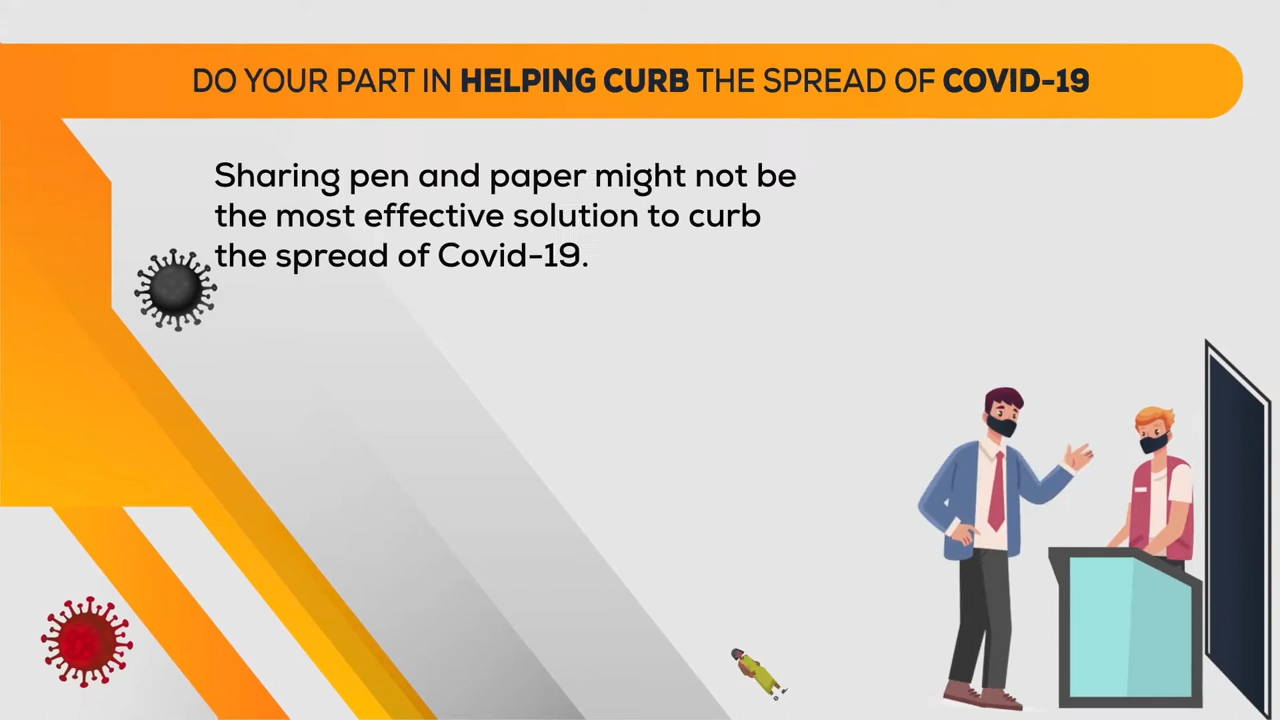 DO YOUR PART IN HELPING CURB THE SPREAD OF COVID-19
Sharing pen and paper might not be
the most effective solution to curb
the spread of Covid-19.